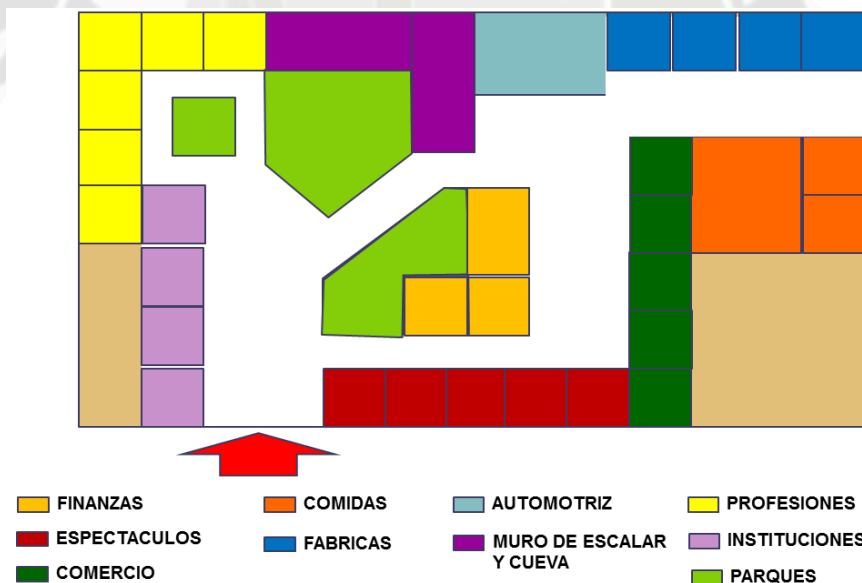 FINANZAS
COMIDAS
AUTOMOTRIZ
PROFESIONES
ESPECTACULOS
FABRICAS
MURO DE ESCALAR
Y CUEVA
INSTITUCIONES
COMERCIO
PARQUES